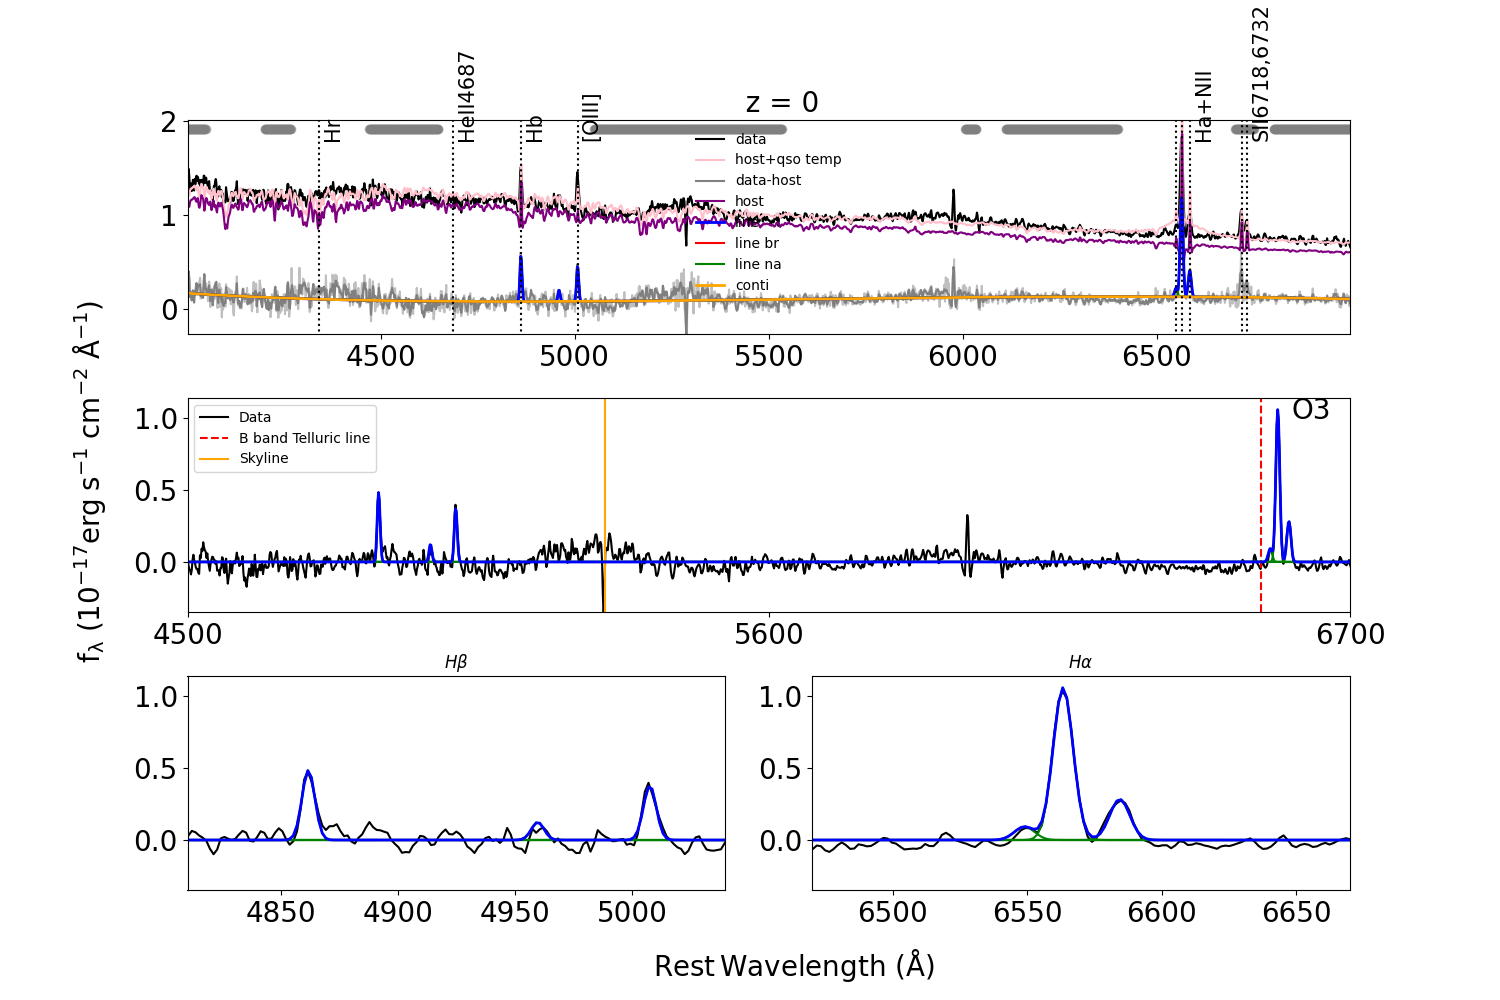 z = 0
Hr
HeII4687
Hb
[OIII]
Ha+NII
SII6718,6732
data
host+qso temp
data-host
host
line br
line na
conti
2
1
0
4500 5000 5500 6000 6500
Data
B band Telluric line
Skyline
O3
1.0
0.5
0.0
4500 5600 6700
fλ (10⁻¹⁷erg s⁻¹ cm⁻² Å⁻¹)
Hβ
1.0
0.5
0.0
4850 4900 4950 5000
Hα
1.0
0.5
0.0
6500 6550 6600 6650
Rest Wavelength (Å)